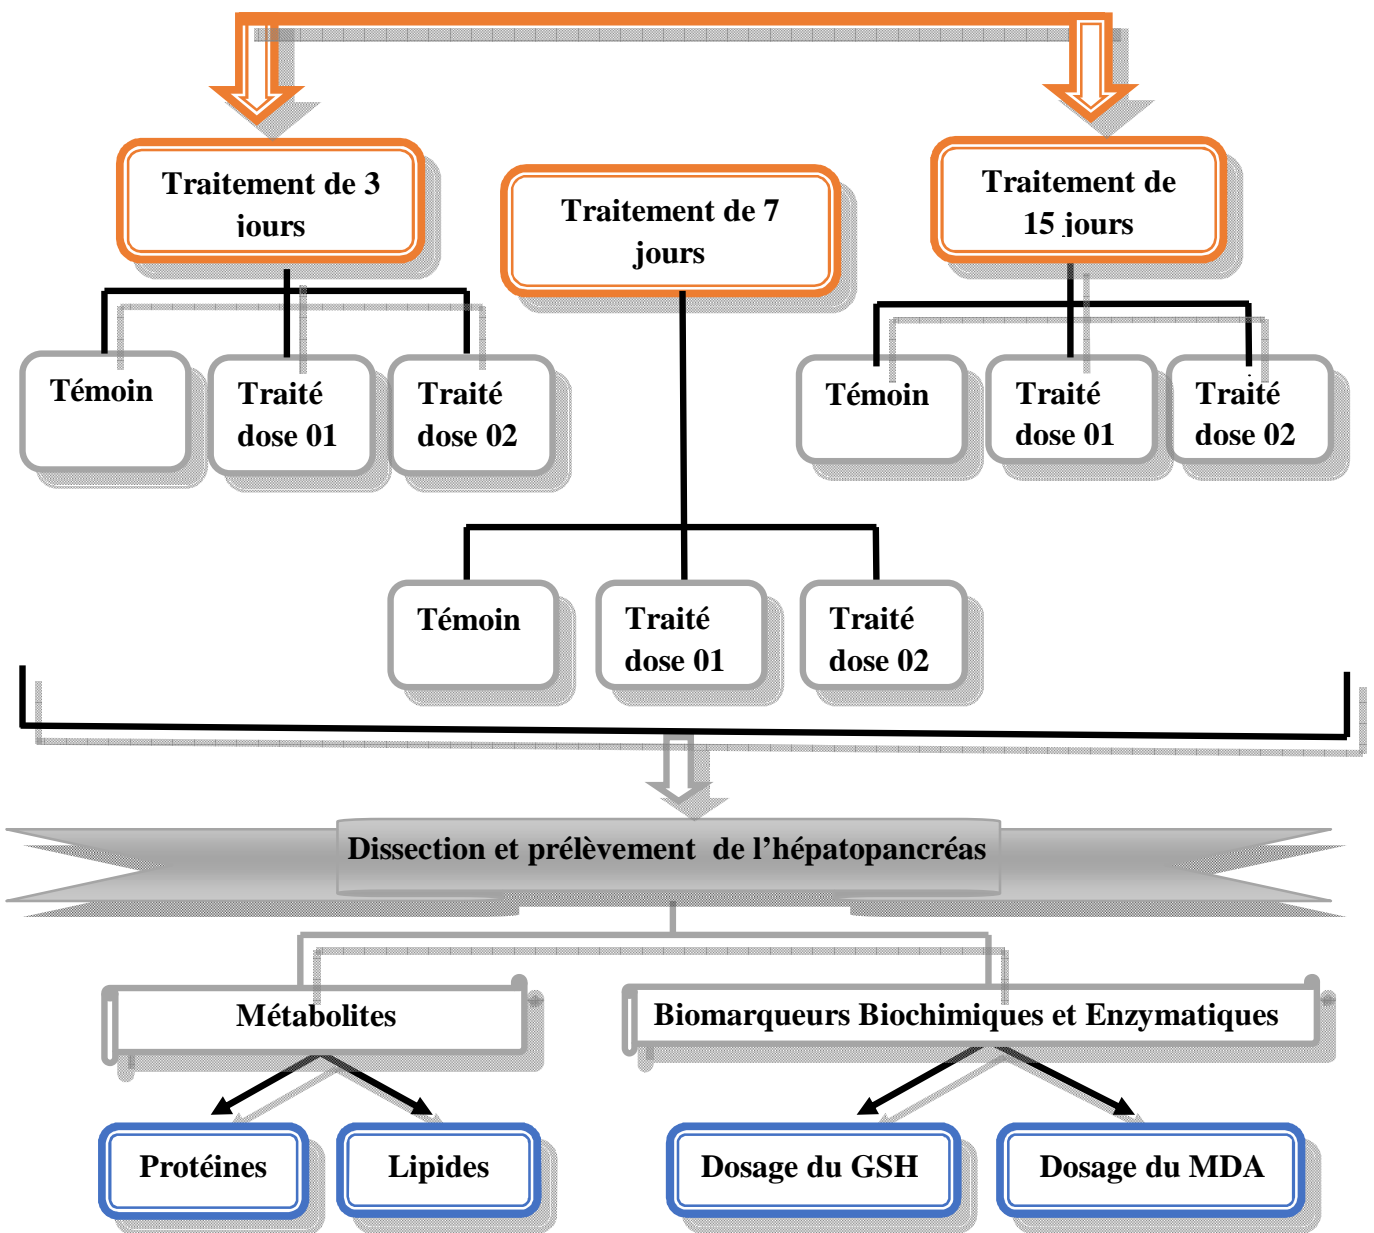 Traitement de 3
jours
Traitement de 7
jours
Traitement de
15 jours
Témoin
Traité
dose 01
Traité
dose 02
Témoin
Traité
dose 01
Traité
dose 02
Témoin
Traité
dose 01
Traité
dose 02
Dissection et prélèvement de l’hépatopancréas
Métabolites
Biomarqueurs Biochimiques et Enzymatiques
Protéines
Lipides
Dosage du GSH
Dosage du MDA